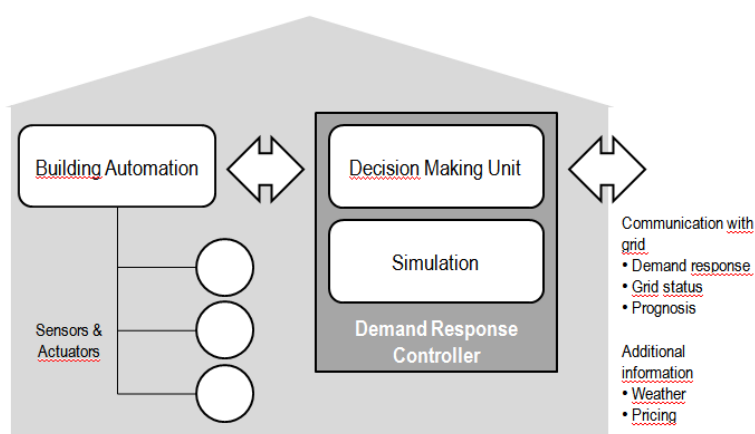 Building Automation
Decision Making Unit
Simulation
Demand Response
Controller
Sensors &
Actuators
Communication with
grid
• Demand response
• Grid status
• Prognosis
Additional
information
• Weather
• Pricing